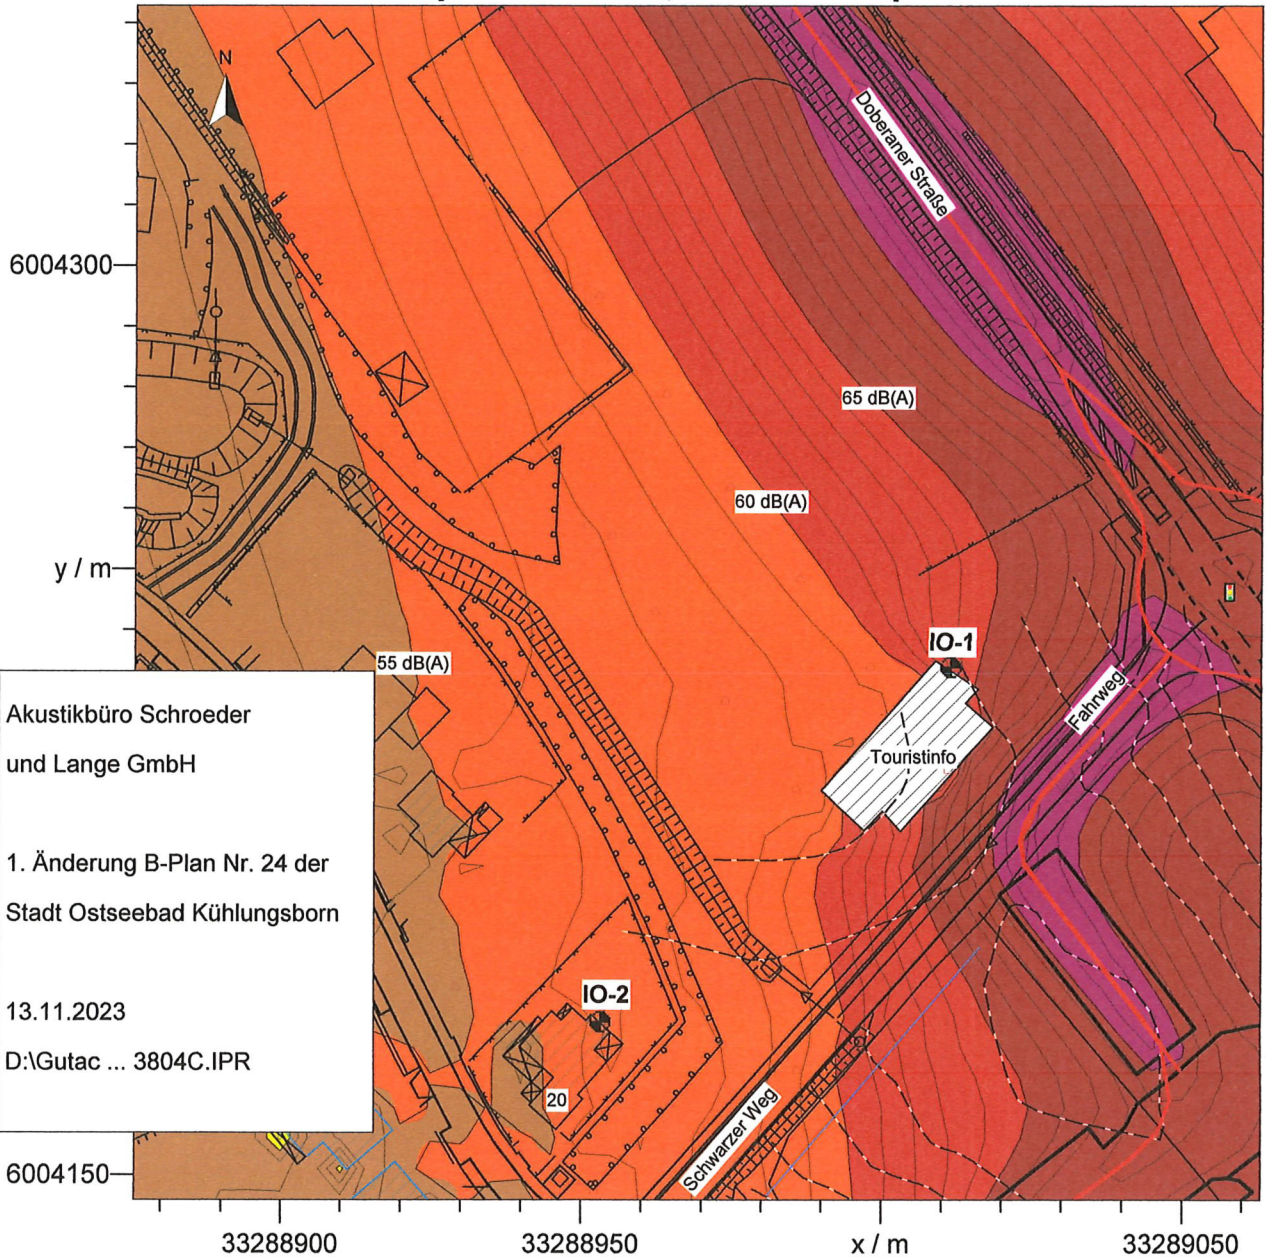 N
Doberaner Straße
6004300
65 dB(A)
60 dB(A)
y / m
IO-1
55 dB(A)
Fahrweg
Touristinfo
Akustikbüro Schroeder
und Lange GmbH
1. Änderung B-Plan Nr. 24 der
Stadt Ostseebad Kühlungsborn
13.11.2023
D:\Gutac ... 3804C.IPR
IO-2
20
Schwarzer Weg
6004150
33288900
33288950
x / m
33289050